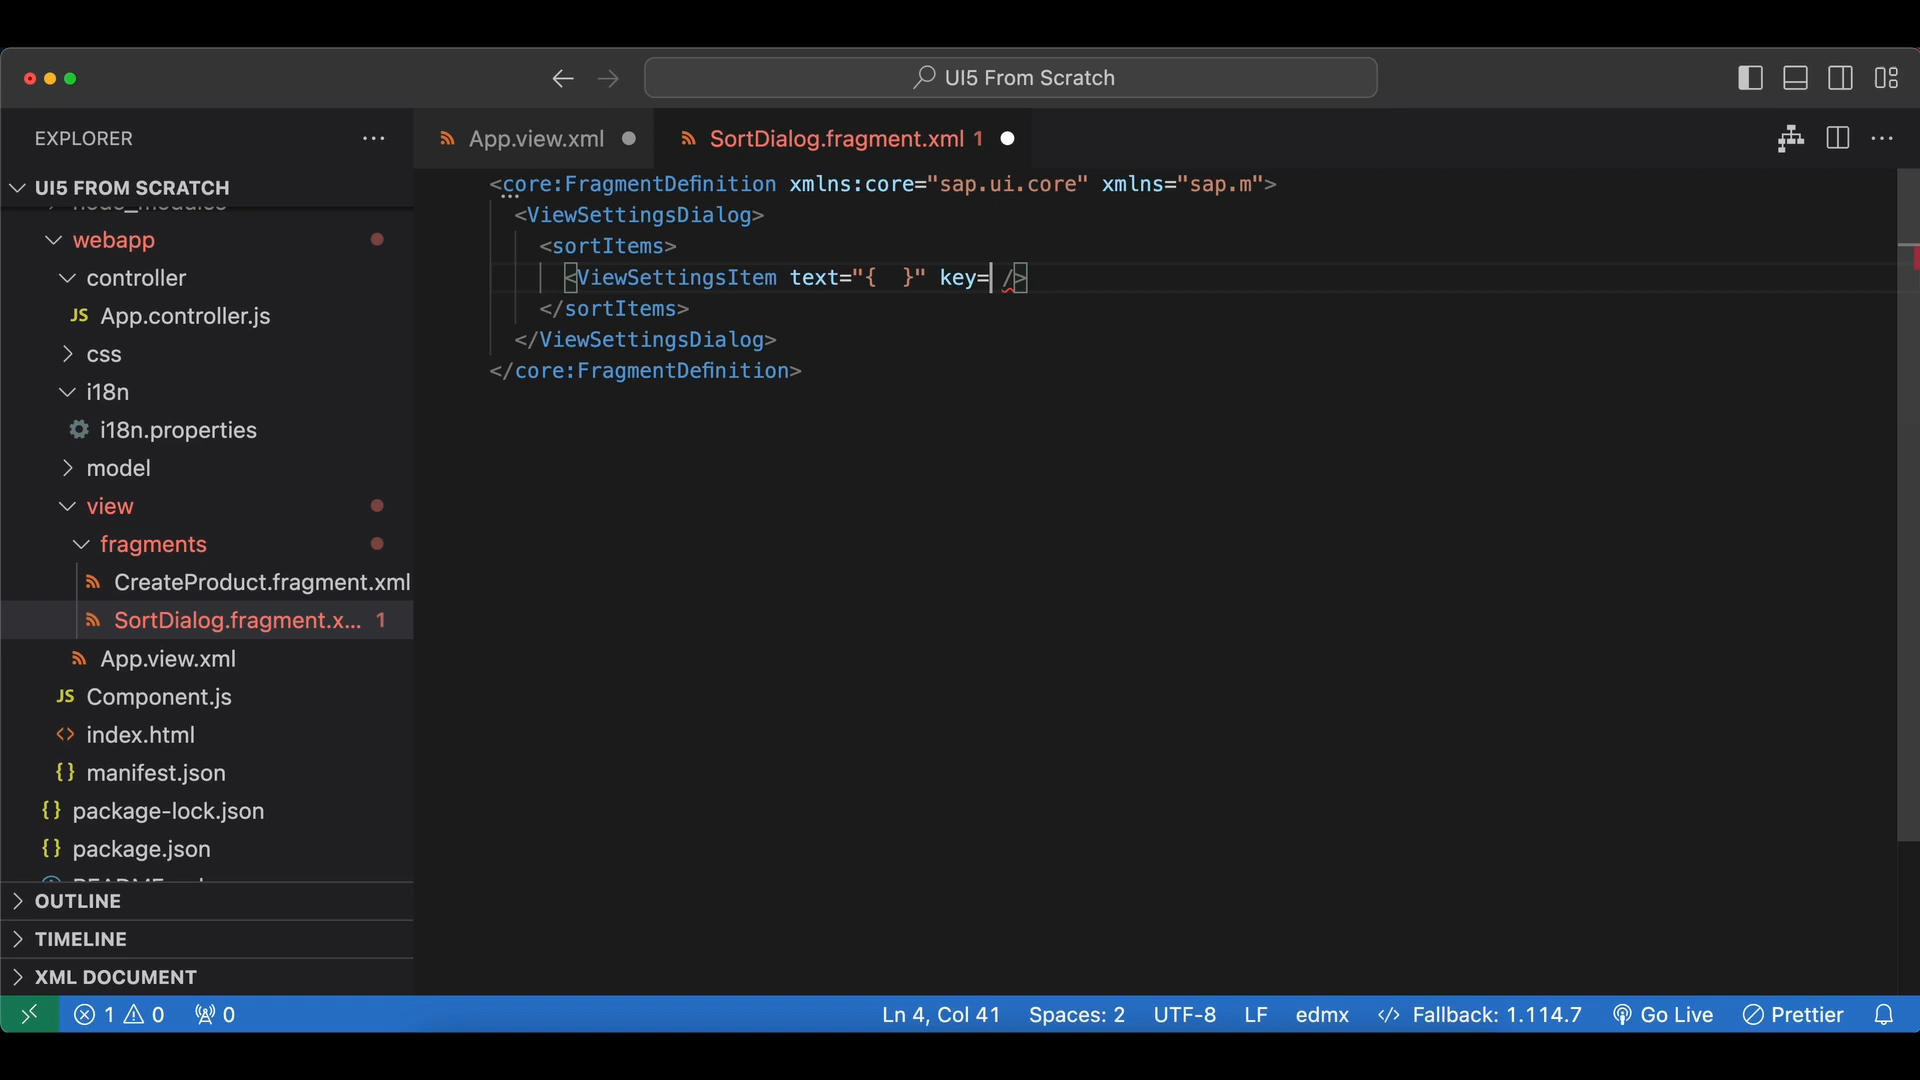 UI5 From Scratch
EXPLORER
App.view.xml
SortDialog.fragment.xml 1
UI5 FROM SCRATCH
node_modules
webapp
controller
JS App.controller.js
css
i18n
i18n.properties
model
view
fragments
CreateProduct.fragment.xml
SortDialog.fragment.x... 1
App.view.xml
JS Component.js
<> index.html
{} manifest.json
{} package-lock.json
{} package.json
OUTLINE
TIMELINE
XML DOCUMENT
<core:FragmentDefinition xmlns:core="sap.ui.core" xmlns="sap.m">
<ViewSettingsDialog>
<sortItems>
<ViewSettingsItem text="{  }" key= />
</sortItems>
</ViewSettingsDialog>
</core:FragmentDefinition>
1 0 0 Ln 4, Col 41 Spaces: 2 UTF-8 LF edmx </> Fallback: 1.114.7 Go Live Prettier